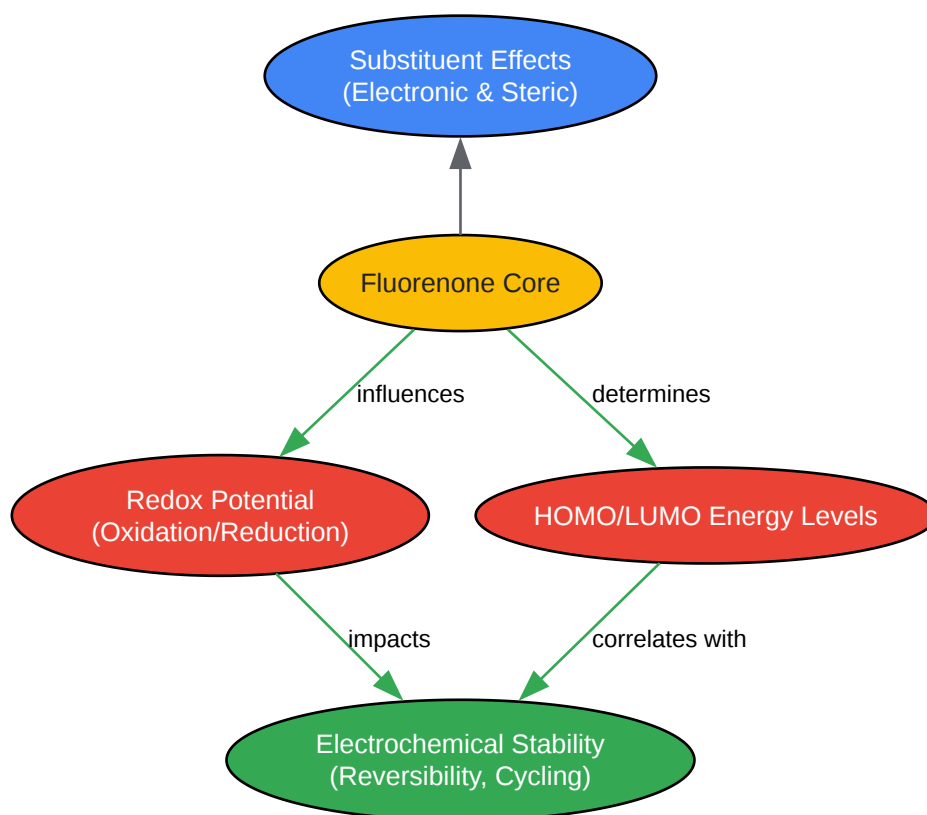 Substituent Effects
(Electronic & Steric)
Fluorenone Core
influences
determines
Redox Potential
(Oxidation/Reduction)
HOMO/LUMO Energy Levels
impacts
correlates with
Electrochemical Stability
(Reversibility, Cycling)